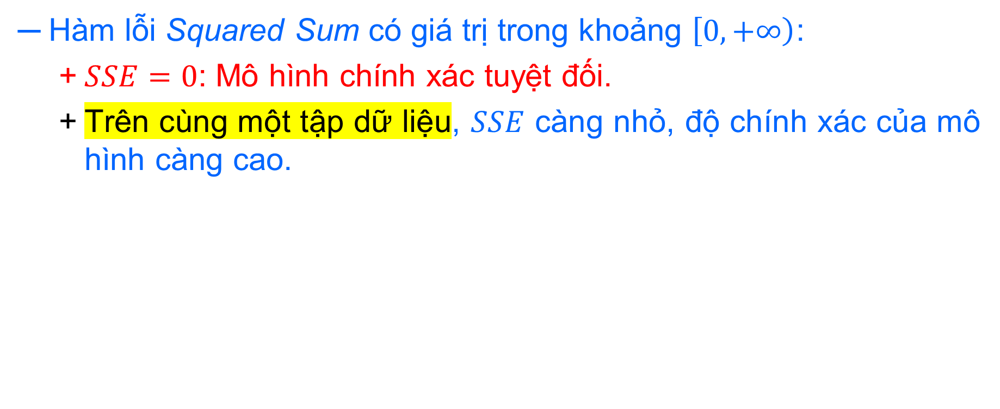 — Hàm lỗi Squared Sum có giá trị trong khoảng [0, +∞):
+ SSE = 0: Mô hình chính xác tuyệt đối.
+ Trên cùng một tập dữ liệu, SSE càng nhỏ, độ chính xác của mô
hình càng cao.